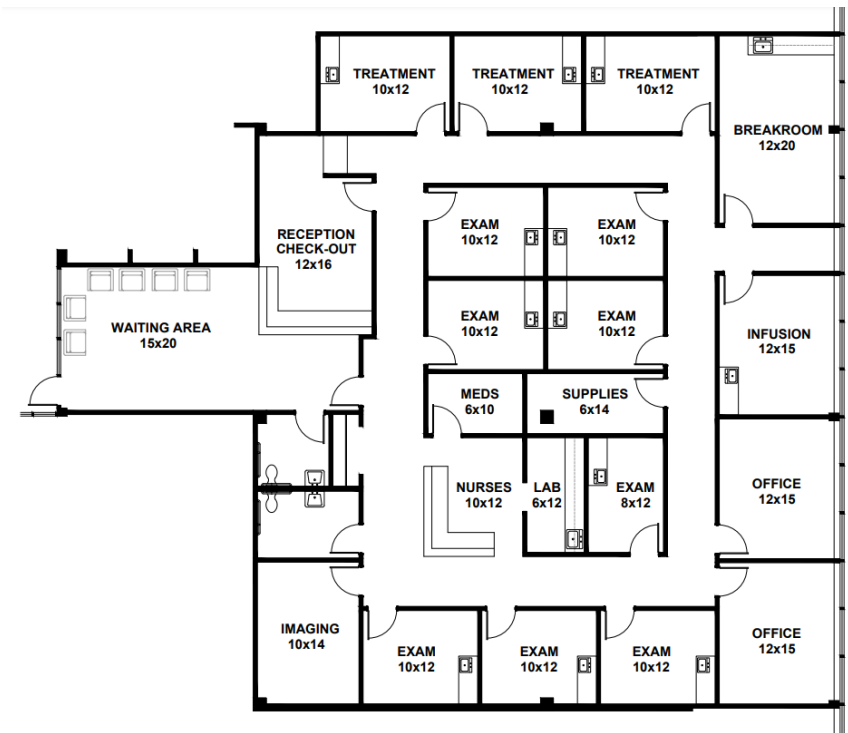 TREATMENT
10x12
TREATMENT
10x12
TREATMENT
10x12
BREAKROOM
12x20
RECEPTION
CHECK-OUT
12x16
EXAM
10x12
EXAM
10x12
WAITING AREA
15x20
EXAM
10x12
EXAM
10x12
INFUSION
12x15
MEDS
6x10
SUPPLIES
6x14
NURSES
10x12
LAB
6x12
EXAM
8x12
OFFICE
12x15
IMAGING
10x14
EXAM
10x12
EXAM
10x12
EXAM
10x12
OFFICE
12x15